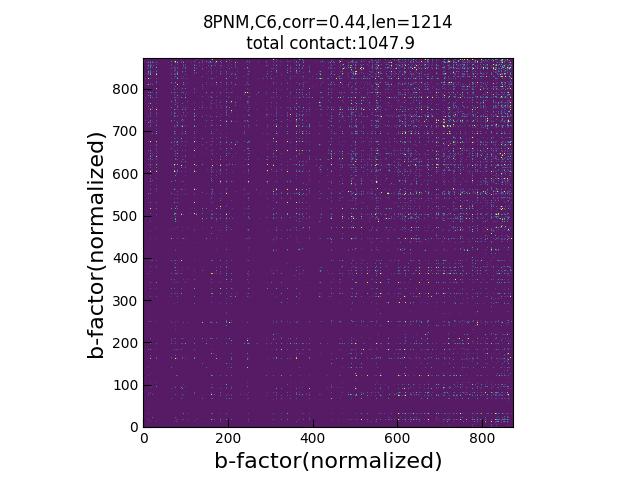 8PNM,C6,corr=0.44,len=1214
total contact:1047.9
b-factor(normalized)
800
700
600
500
400
300
200
100
0
0 200 400 600 800
b-factor(normalized)